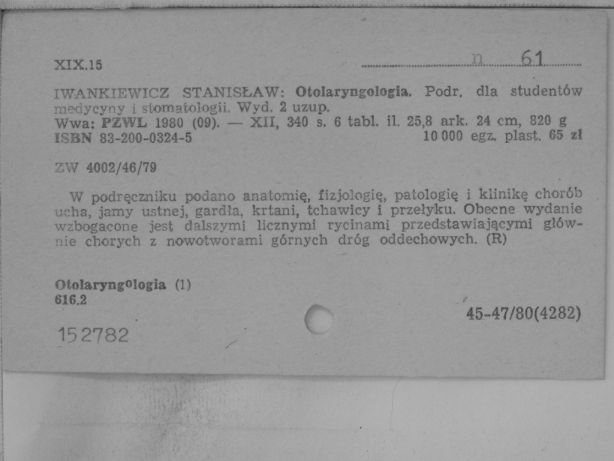 XIX.15
n 61
IWANKIEWICZ STANISŁAW: Otolaryngologia. Podr. dla studentów
medycyny i stomatologii. Wyd. 2 uzup.
Wwa: PZWL 1980 (09). — XII, 340 s. 6 tabl. il. 25,8 ark. 24 cm, 820 g
ISBN 83-200-0324-5 10 000 egz. plast. 65 zł
ZW 4002/46/79
W podręczniku podano anatomię, fizjologię, patologię i klinikę chorób
ucha, jamy ustnej, gardła, krtani, tchawicy i przełyku. Obecne wydanie
wzbogacone jest dalszymi licznymi rycinami przedstawiającymi głów-
nie chorych z nowotworami górnych dróg oddechowych. (R)
Otolaryngologia (1)
616.2
45-47/80(4282)
152782